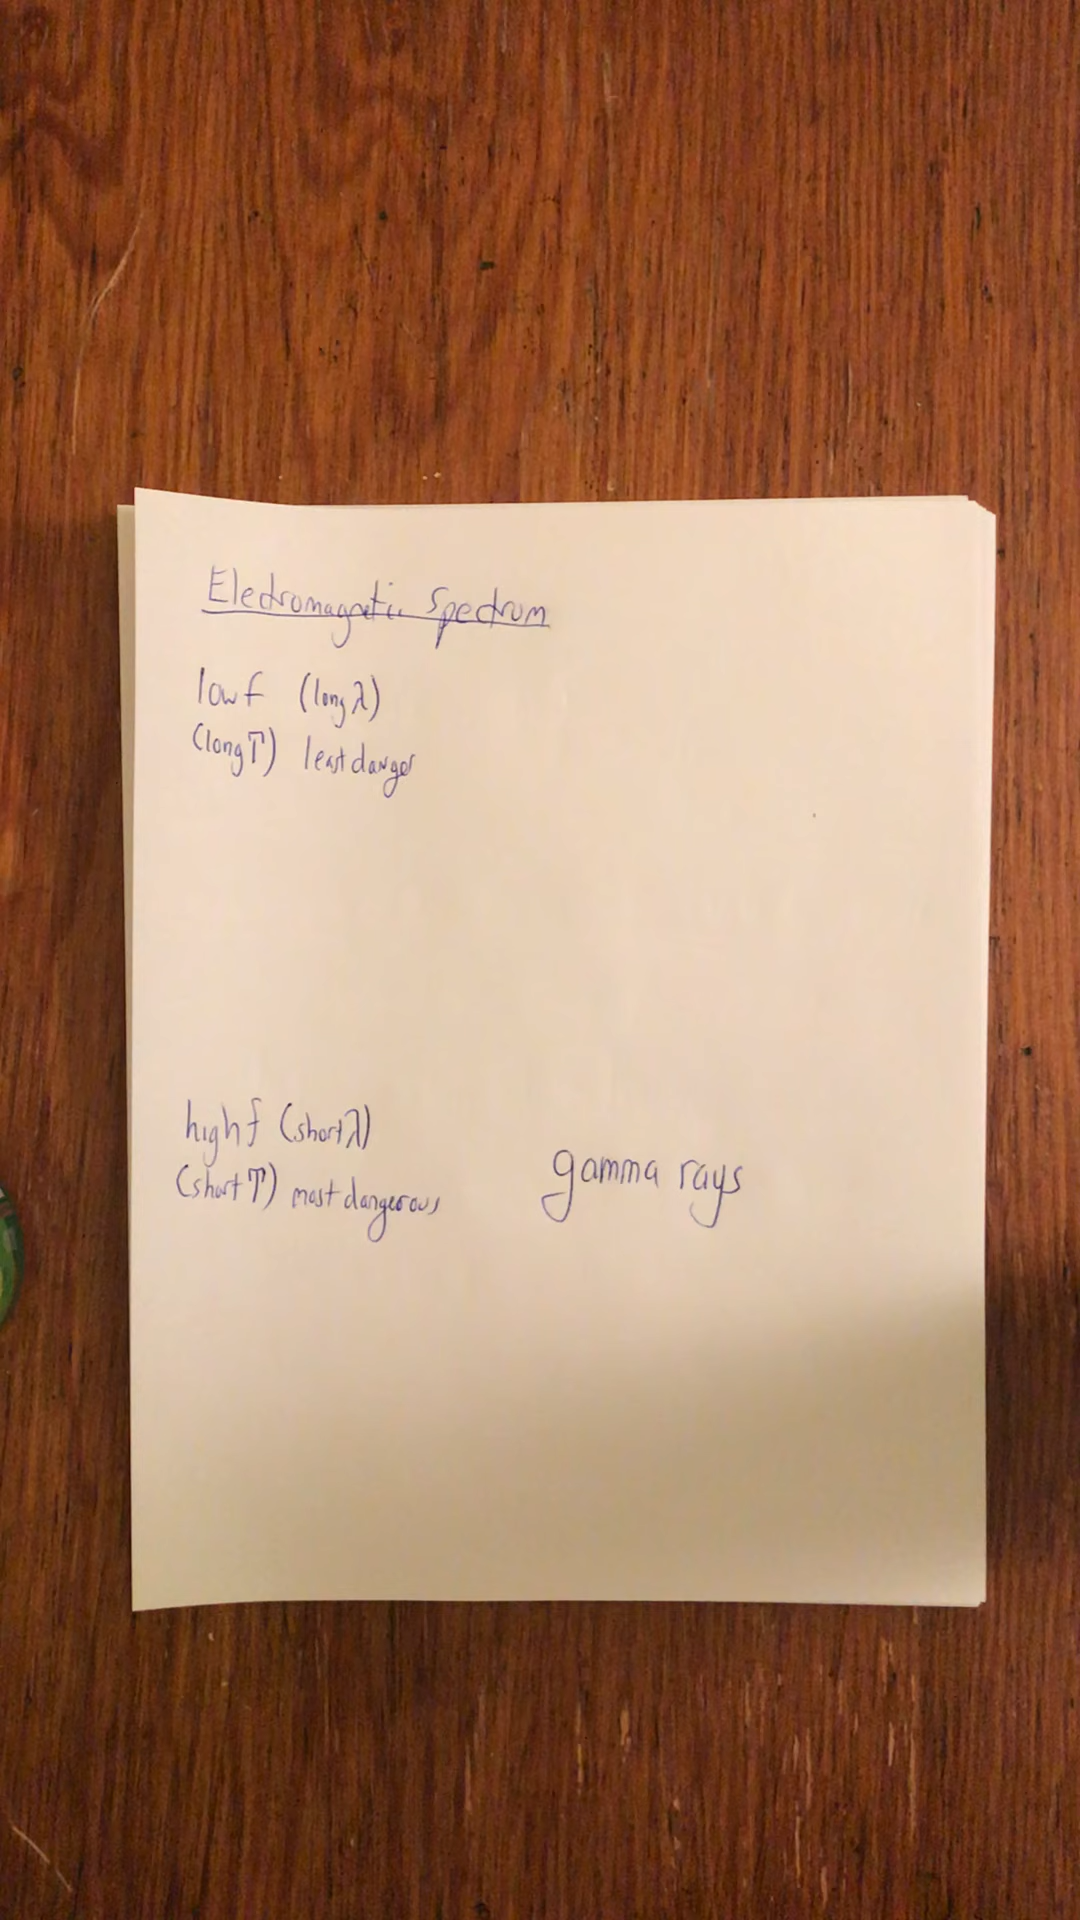 Electromagnetic Spectrum
low f (long λ)
(long T) least danger
high f (short λ)
(short T) most dangerous
gamma rays